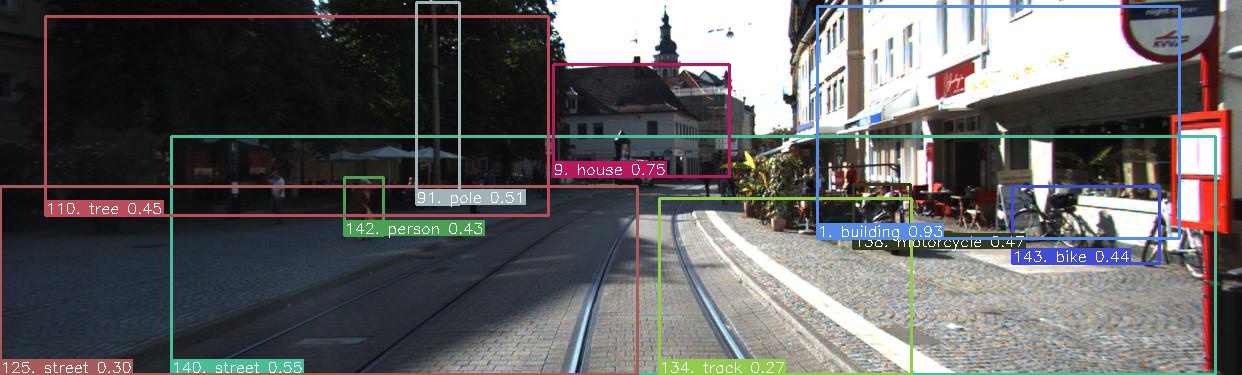 KVV
1. building 0.93
9. house 0.75
91. pole 0.51
110. tree 0.45
142. person 0.43
138. motorcycle 0.47
143. bike 0.44
125. street 0.30
140. street 0.55
134. track 0.27